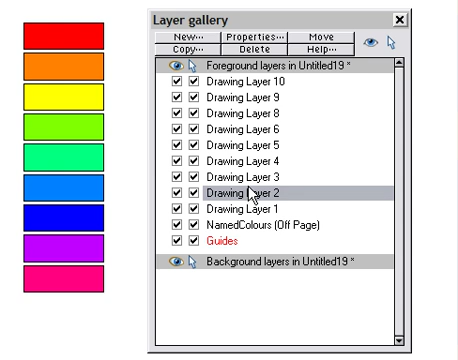 Layer gallery
New... Properties... Move
Copy... Delete Help...
Foreground layers in Untitled19 *
Drawing Layer 10
Drawing Layer 9
Drawing Layer 8
Drawing Layer 6
Drawing Layer 5
Drawing Layer 4
Drawing Layer 3
Drawing Layer 2
Drawing Layer 1
NamedColours (Off Page)
Guides
Background layers in Untitled19 *